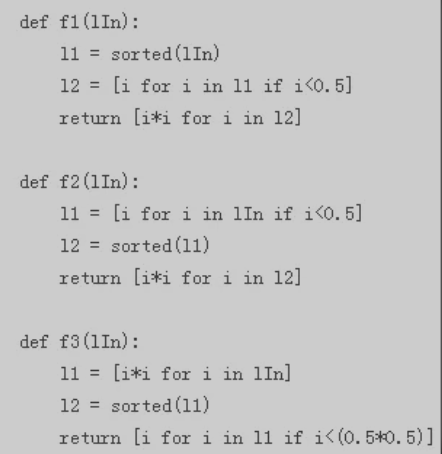 def f1(lIn):
    l1 = sorted(lIn)
    l2 = [i for i in l1 if i<0.5]
    return [i*i for i in l2]

def f2(lIn):
    l1 = [i for i in lIn if i<0.5]
    l2 = sorted(l1)
    return [i*i for i in l2]

def f3(lIn):
    l1 = [i*i for i in lIn]
    l2 = sorted(l1)
    return [i for i in l1 if i<(0.5*0.5)]